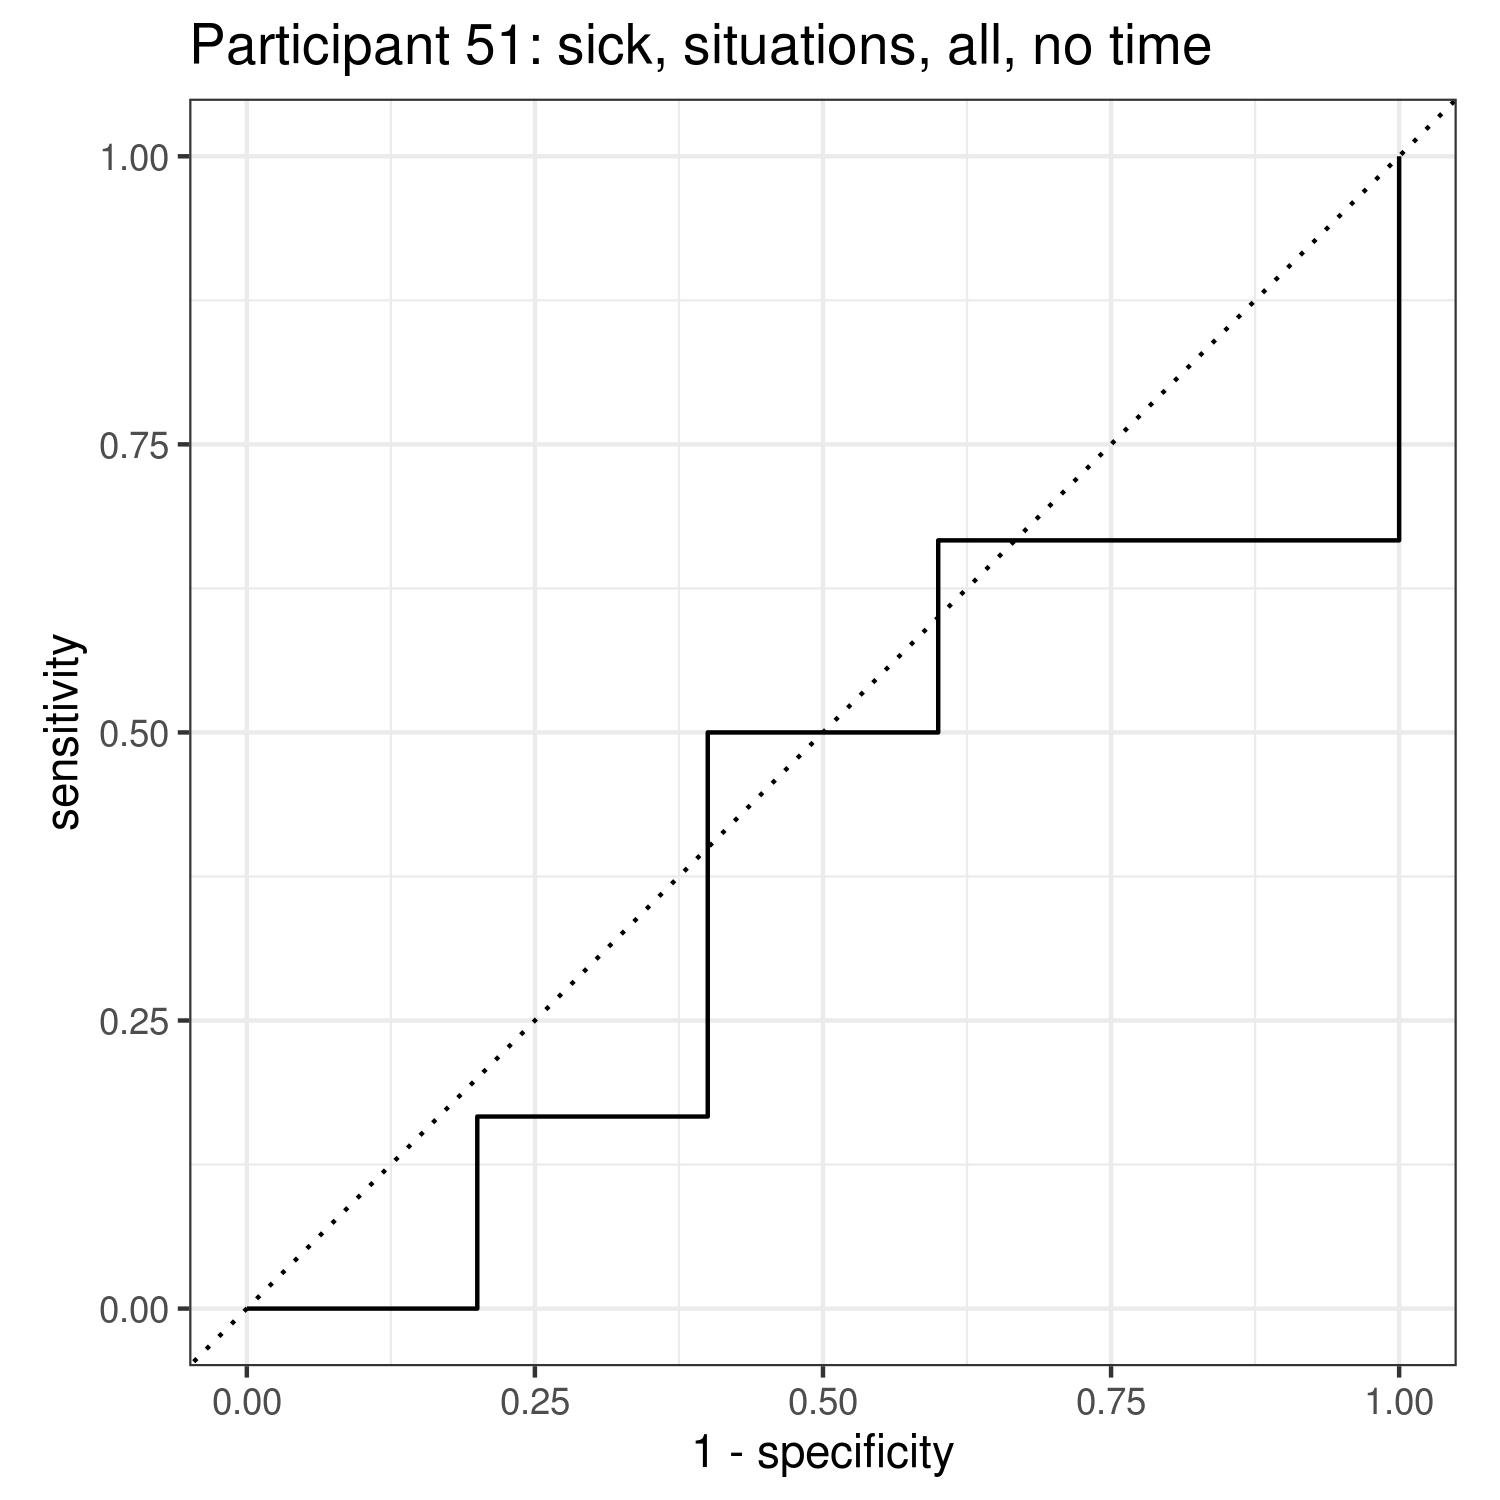 Participant 51: sick, situations, all, no time
1.00
0.75
0.50
0.25
0.00
sensitivity
0.00 0.25 0.50 0.75 1.00
1 - specificity